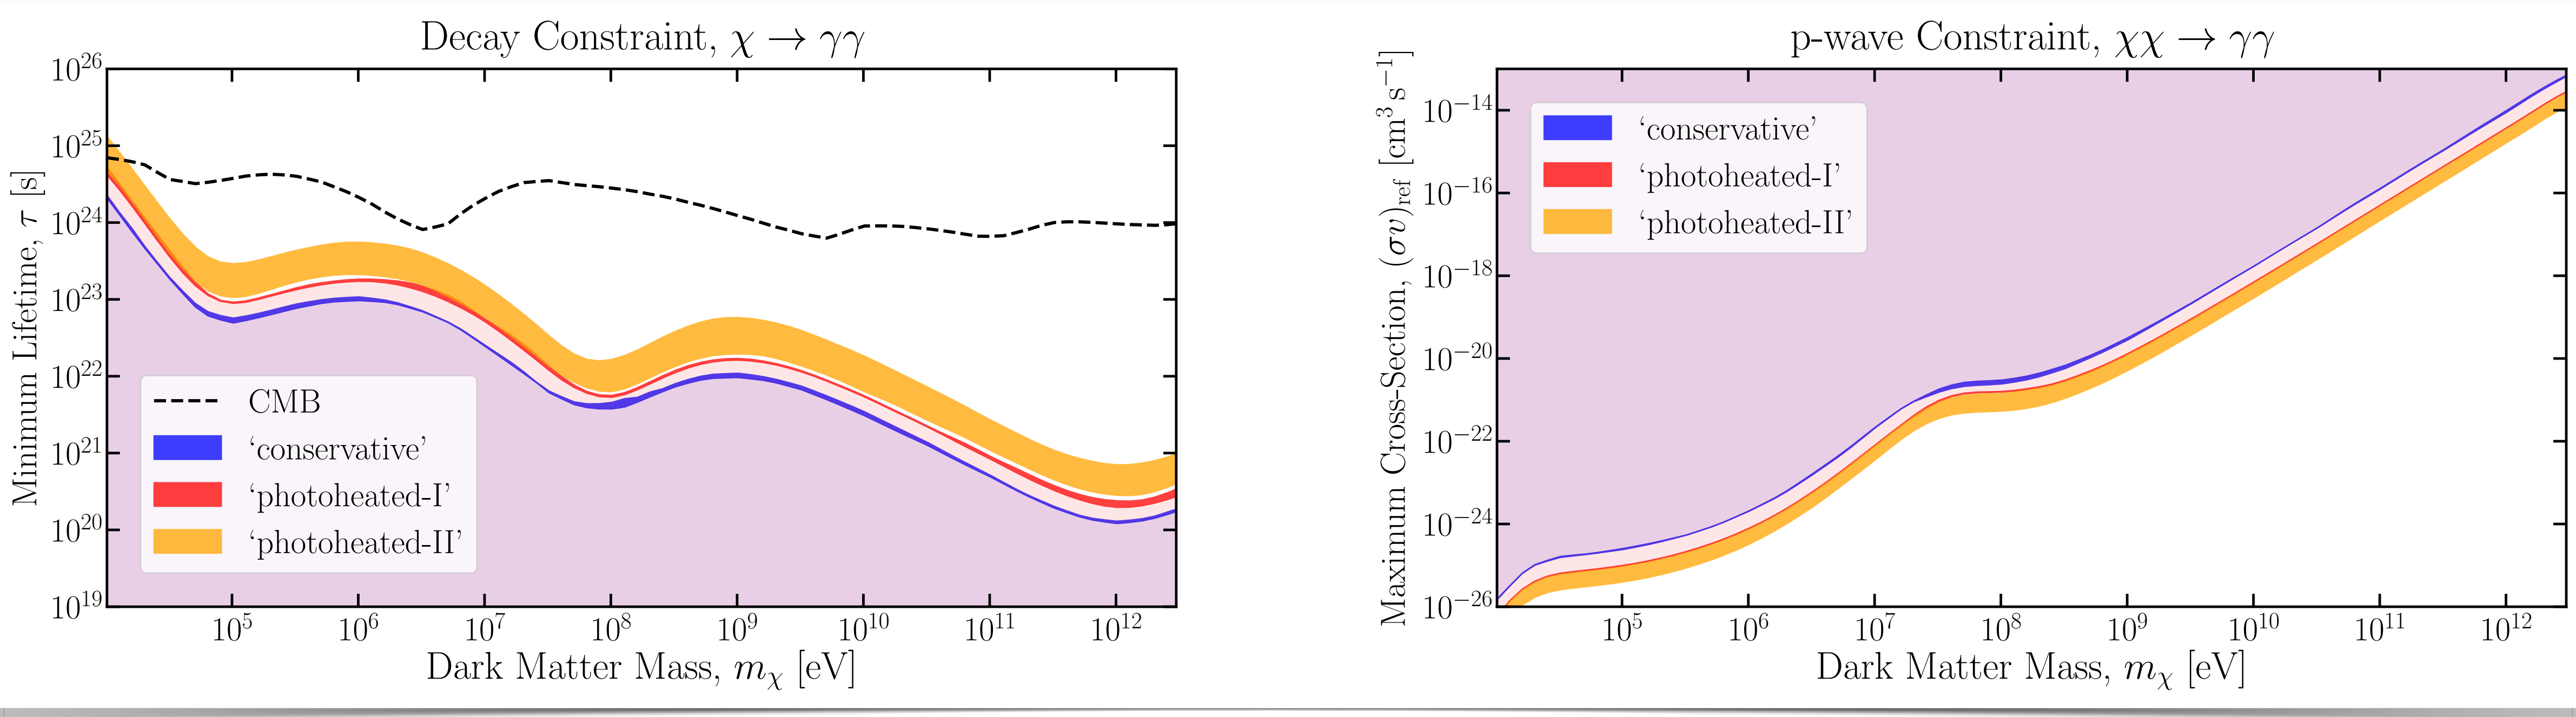 Decay Constraint, χ → γγ
10^26
10^25
10^24
10^23
10^22
10^21
10^20
10^19
Minimum Lifetime, τ [s]
CMB
‘conservative’
‘photoheated-I’
‘photoheated-II’
10^5 10^6 10^7 10^8 10^9 10^10 10^11 10^12
Dark Matter Mass, m_χ [eV]
p-wave Constraint, χχ → γγ
10^−14
10^−16
10^−18
10^−20
10^−22
10^−24
10^−26
Maximum Cross-Section, (σv)_ref [cm^3 s^−1]
‘conservative’
‘photoheated-I’
‘photoheated-II’
10^5 10^6 10^7 10^8 10^9 10^10 10^11 10^12
Dark Matter Mass, m_χ [eV]